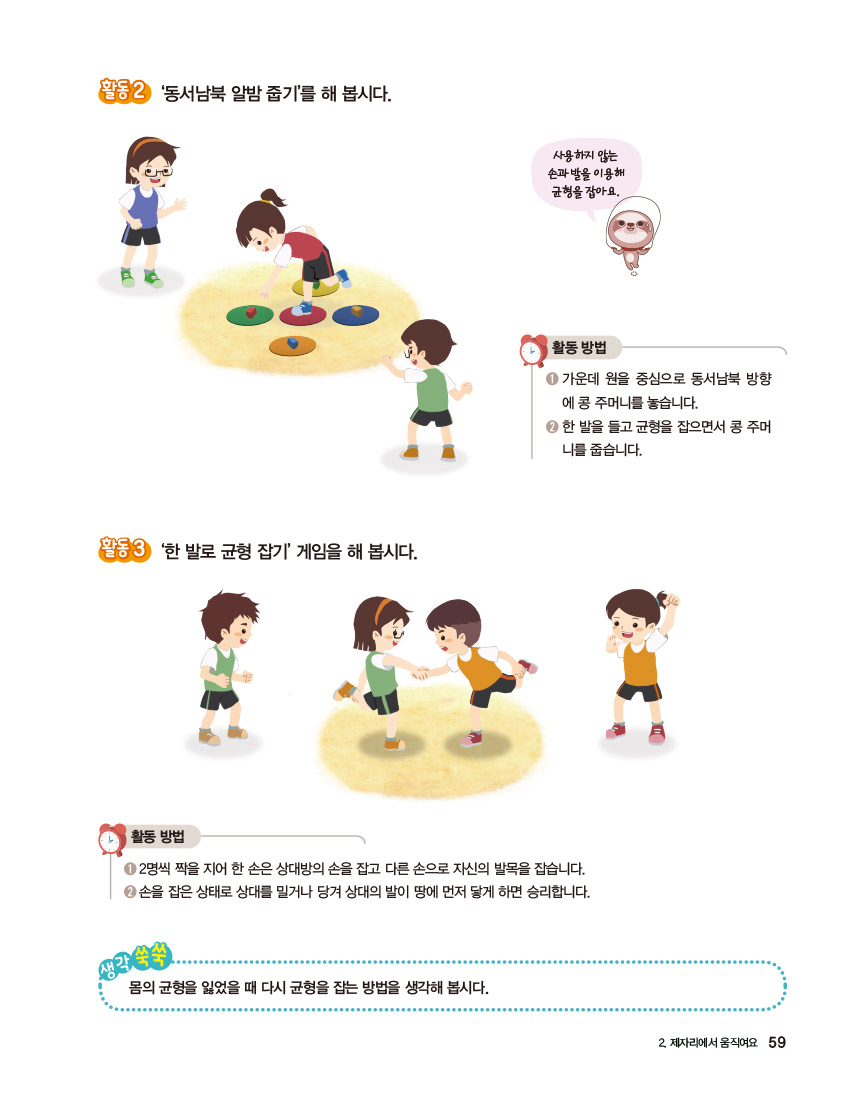 활동 2 '동서남북 알밤 줍기'를 해 봅시다.
사용하지 않는
손과 발을 이용해
균형을 잡아요.
활동 방법
❶ 가운데 원을 중심으로 동서남북 방향
에 콩 주머니를 놓습니다.
❷ 한 발을 들고 균형을 잡으면서 콩 주머
니를 줍습니다.
활동 3 '한 발로 균형 잡기' 게임을 해 봅시다.
활동 방법
❶ 2명씩 짝을 지어 한 손은 상대방의 손을 잡고 다른 손으로 자신의 발목을 잡습니다.
❷ 손을 잡은 상태로 상대를 밀거나 당겨 상대의 발이 땅에 먼저 닿게 하면 승리합니다.
생각 쑥쑥
몸의 균형을 잃었을 때 다시 균형을 잡는 방법을 생각해 봅시다.
2. 제자리에서 움직여요 59